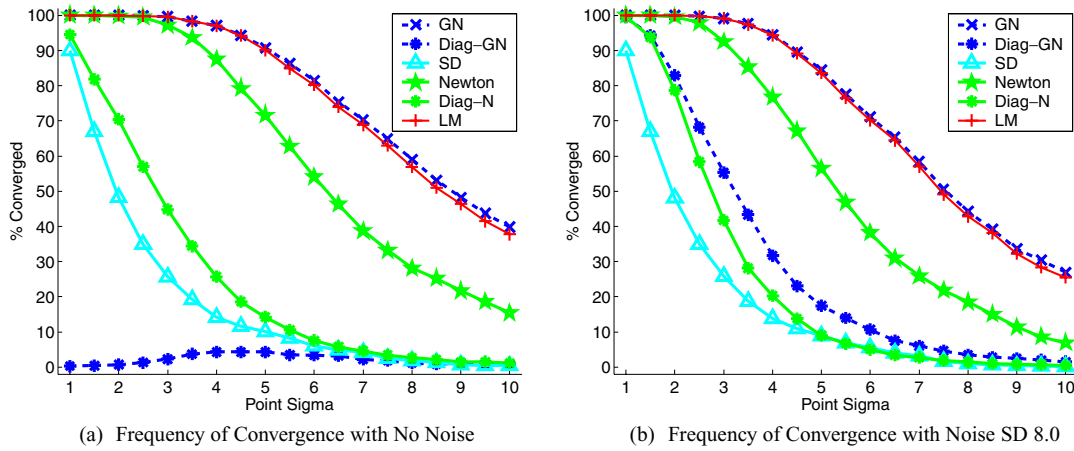 100
90
80
70
60
50
40
30
20
10
0
% Converged
1 2 3 4 5 6 7 8 9 10
Point Sigma
GN
Diag–GN
SD
Newton
Diag–N
LM
(a) Frequency of Convergence with No Noise
100
90
80
70
60
50
40
30
20
10
0
% Converged
1 2 3 4 5 6 7 8 9 10
Point Sigma
GN
Diag–GN
SD
Newton
Diag–N
LM
(b) Frequency of Convergence with Noise SD 8.0